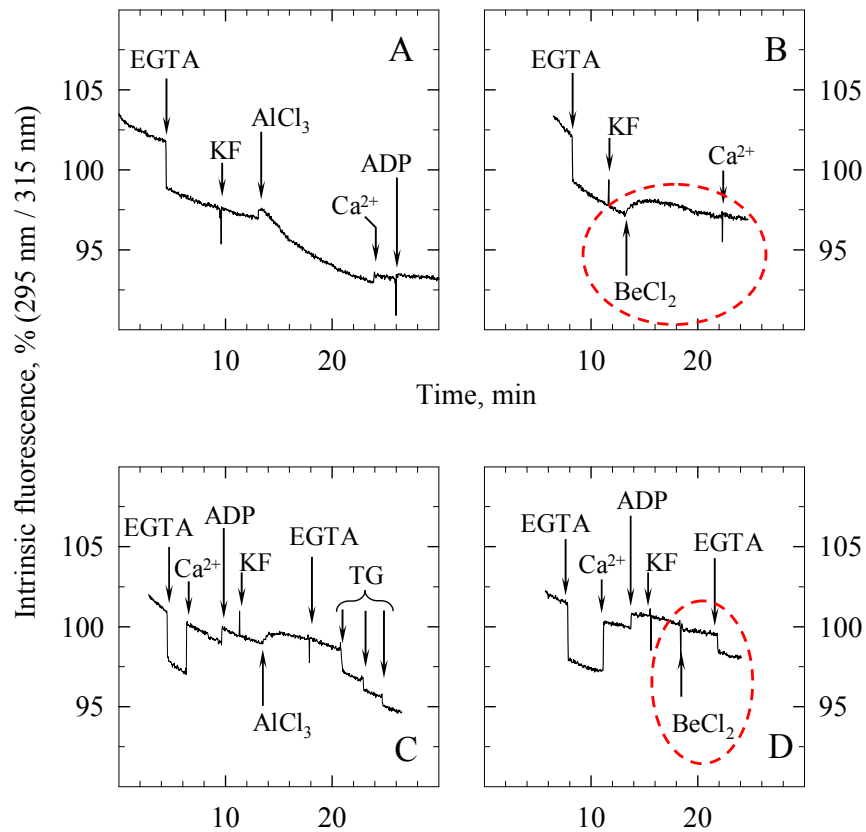 Intrinsic fluorescence, % (295 nm / 315 nm)
A
EGTA
KF
AlCl₃
Ca²⁺
ADP
105
100
95
10
20
B
EGTA
KF
Ca²⁺
BeCl₂
105
100
95
10
20
Time, min
EGTA
Ca²⁺
ADP
KF
EGTA
TG
AlCl₃
C
105
100
95
10
20
EGTA
Ca²⁺
ADP
KF
EGTA
BeCl₂
D
105
100
95
10
20